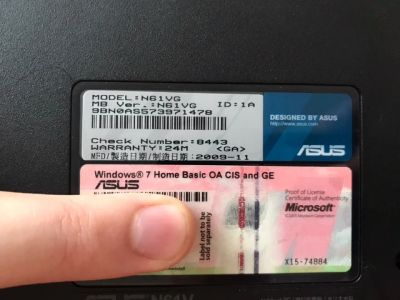 MODEL:N61VG
MB Ver.:N61VG ID:1A
9BN0AS573971478
Check Number:8443
WARRANTY:24M <GA>
MFD/製造日期/制造日期:2009-11
DESIGNED BY ASUS
ASUS
Windows® 7 Home Basic OA CIS and GE
ASUS
Proof of License
Certificate of Authenticity
Microsoft®
Label not to be
sold separately
X15-74884